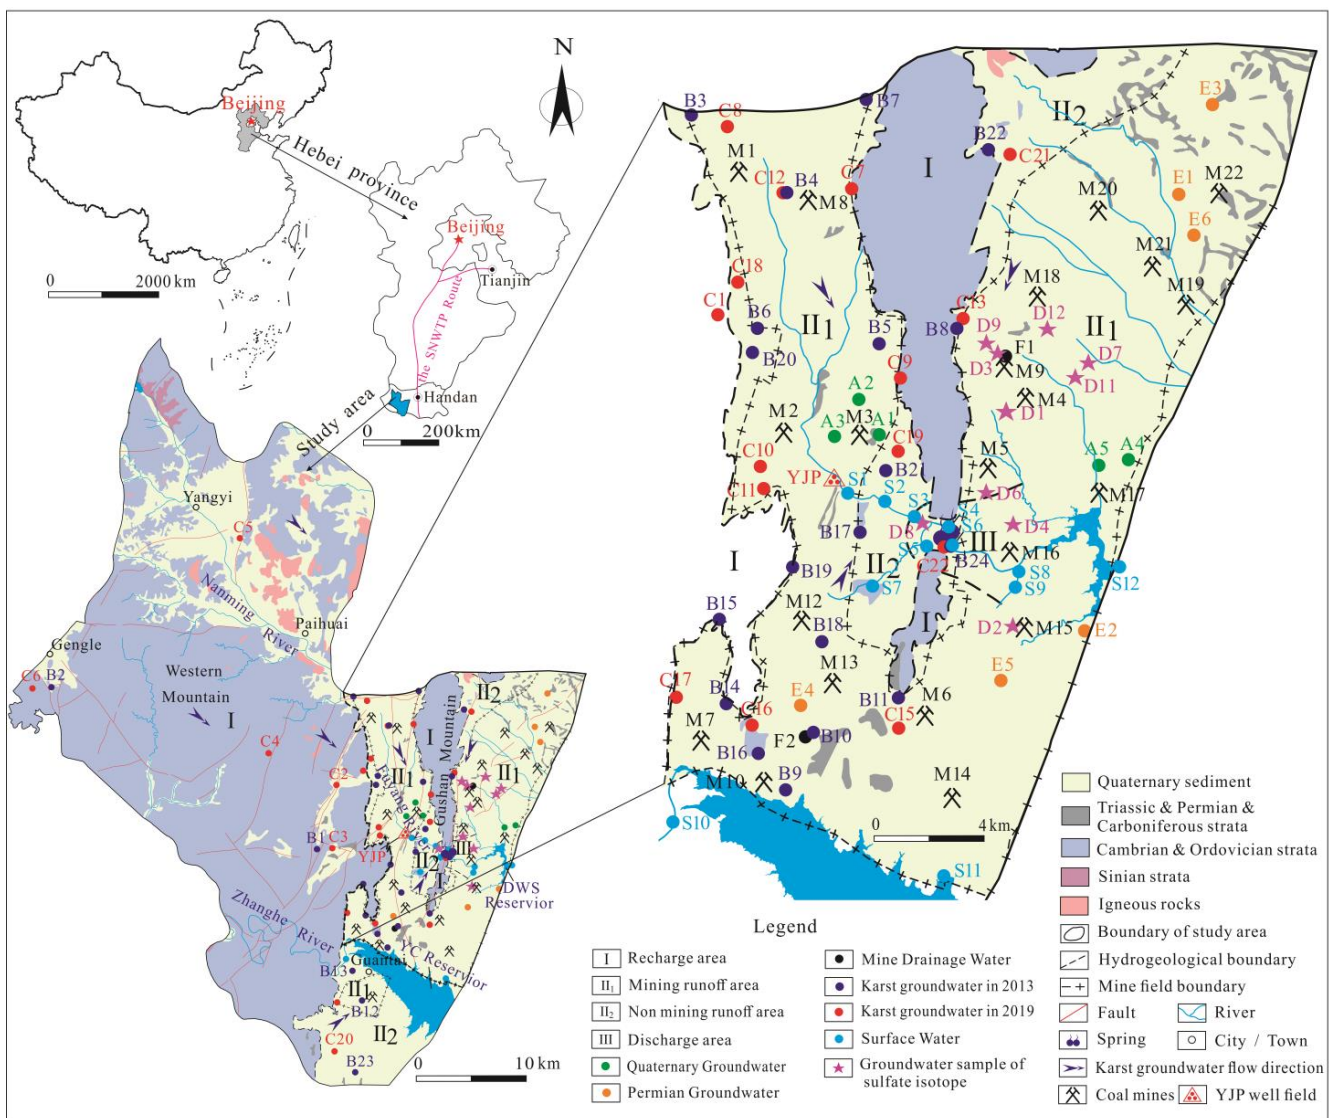 N
Beijing
Hebei province
2000 km
0
Beijing
Tianjin
the SNWTP Route
Handan
Study area
0
200km
Yangyi
C5
Nanming
River
Paihuai
Gengle
C6
B2
Western
Mountain
I
C4
C2
B1
C3
YJP
Fuyang River
Gushan Mountain
I
II1
II2
II1
II2
III
I
DWS
Reservior
Zhanghe River
YC Reservior
Guantai
B13
II1
B12
II2
C20
B23
0
10 km
B3
C8
B7
M1
C12
B4
M8
C7
I
B22
C21
II2
E3
E1
M22
M20
E6
M21
M19
C18
C1
B6
B20
II1
B5
C9
B8
C13
M18
D12
D9
F1
D3
M9
II1
D7
D11
M4
D1
A2
M2
A3
M3
A1
C19
C10
C11
YJP
B21
S1
S2
S3
S4
S6
M5
D6
A5
A4
M17
B17
D8
S5
C22
B24
III
D4
M16
S8
S9
S12
I
B19
II2
S7
B15
M12
B18
I
D2
M15
E2
C17
B14
C16
M13
E4
E5
B11
C15
M6
M7
B16
F2
B10
M10
B9
M14
S10
S11
0
4 km
Legend
I Recharge area
II1 Mining runoff area
II2 Non mining runoff area
III Discharge area
Quaternary Groundwater
Permian Groundwater
Mine Drainage Water
Karst groundwater in 2013
Karst groundwater in 2019
Surface Water
Groundwater sample of
sulfate isotope
Quaternary sediment
Triassic & Permian &
Carboniferous strata
Cambrian & Ordovician strata
Sinian strata
Igneous rocks
Boundary of study area
Hydrogeological boundary
Mine field boundary
Fault
River
Spring
City / Town
Karst groundwater flow direction
Coal mines
YJP well field